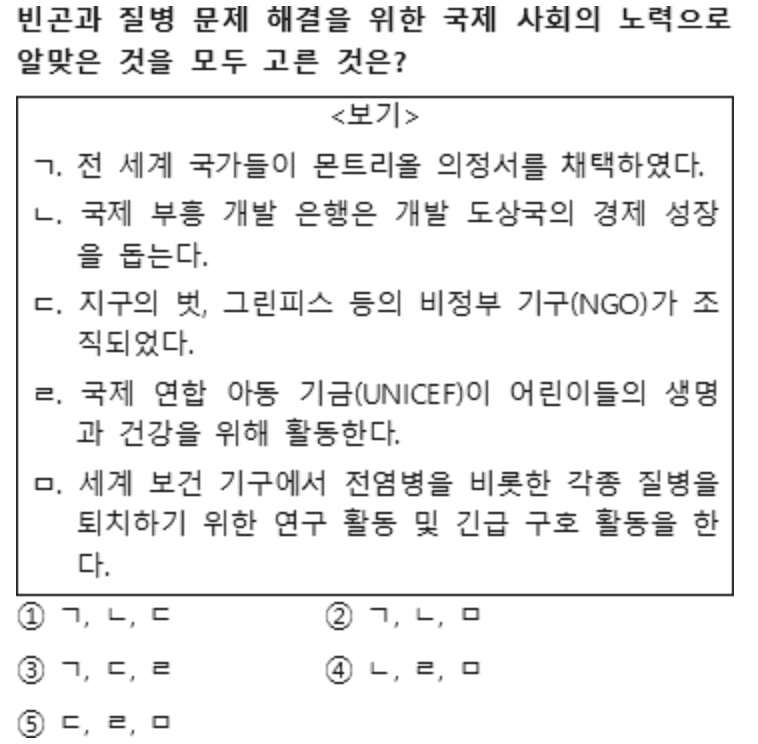 빈곤과 질병 문제 해결을 위한 국제 사회의 노력으로
알맞은 것을 모두 고른 것은?
<보기>
ㄱ. 전 세계 국가들이 몬트리올 의정서를 채택하였다.
ㄴ. 국제 부흥 개발 은행은 개발 도상국의 경제 성장
을 돕는다.
ㄷ. 지구의 벗, 그린피스 등의 비정부 기구(NGO)가 조
직되었다.
ㄹ. 국제 연합 아동 기금(UNICEF)이 어린이들의 생명
과 건강을 위해 활동한다.
ㅁ. 세계 보건 기구에서 전염병을 비롯한 각종 질병을
퇴치하기 위한 연구 활동 및 긴급 구호 활동을 한
다.
① ㄱ, ㄴ, ㄷ ② ㄱ, ㄴ, ㅁ
③ ㄱ, ㄷ, ㄹ ④ ㄴ, ㄹ, ㅁ
⑤ ㄷ, ㄹ, ㅁ